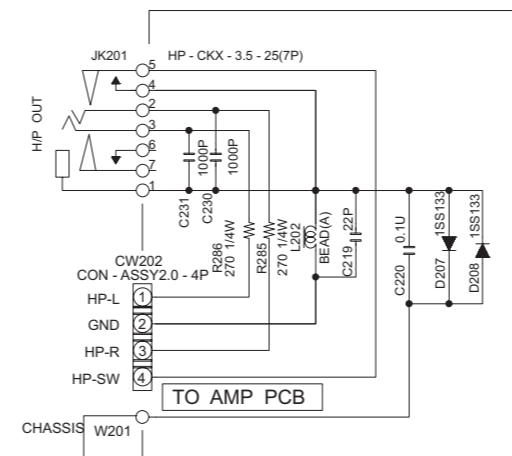 JK201
HP - CKX - 3.5 - 25(7P)
5
4
2
3
6
7
1
H/P OUT
C231
1000P
C230
1000P
R286
270 1/4W
R285
270 1/4W
L202
BEAD(A)
C219
22P
C220
0.1U
D207
1SS133
D208
1SS133
CW202
CON - ASSY2.0 - 4P
HP-L
1
GND
2
HP-R
3
HP-SW
4
TO AMP PCB
CHASSIS
W201